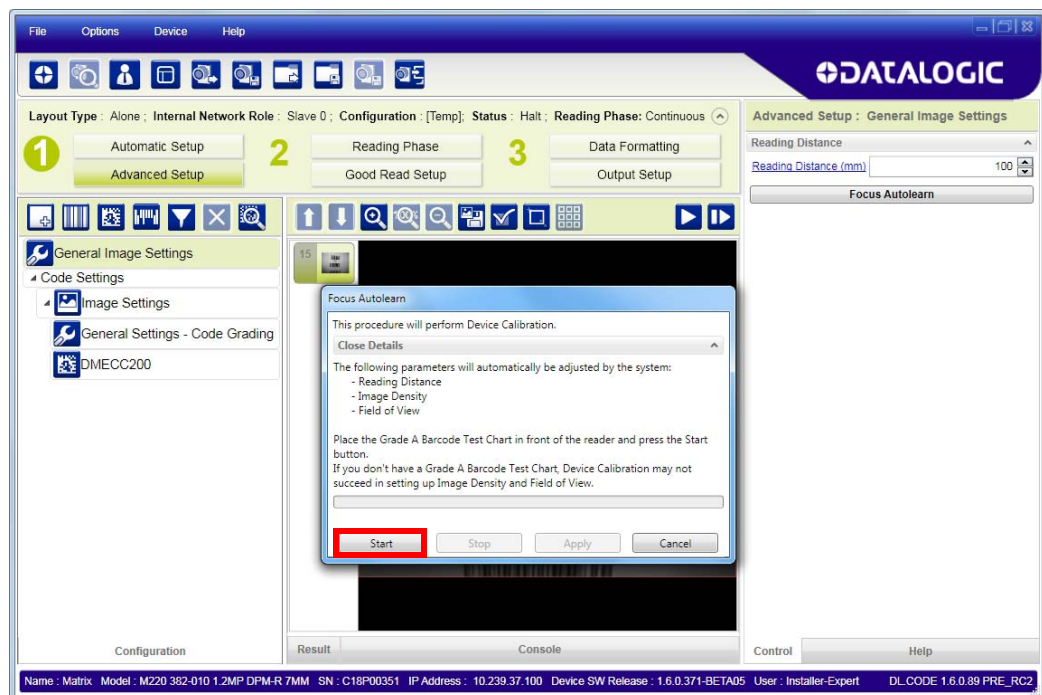 File Options Device Help
DATALOGIC
Layout Type : Alone ; Internal Network Role : Slave 0 ; Configuration : [Temp]; Status : Halt ; Reading Phase: Continuous
1 Automatic Setup 2 Reading Phase 3 Data Formatting
Advanced Setup Good Read Setup Output Setup
Advanced Setup : General Image Settings
Reading Distance
Reading Distance (mm) 100
Focus Autolearn
General Image Settings
Code Settings
Image Settings
General Settings - Code Grading
DMECC200
15
Focus Autolearn
This procedure will perform Device Calibration.
Close Details
The following parameters will automatically be adjusted by the system:
- Reading Distance
- Image Density
- Field of View
Place the Grade A Barcode Test Chart in front of the reader and press the Start
button.
If you don't have a Grade A Barcode Test Chart, Device Calibration may not
succeed in setting up Image Density and Field of View.
Start Stop Apply Cancel
Configuration
Result Console
Control Help
Name : Matrix Model : M220 382-010 1.2MP DPM-R 7MM SN : C18P00351 IP Address : 10.239.37.100 Device SW Release : 1.6.0.371-BETA05 User : Installer-Expert DL.CODE 1.6.0.89 PRE_RC2